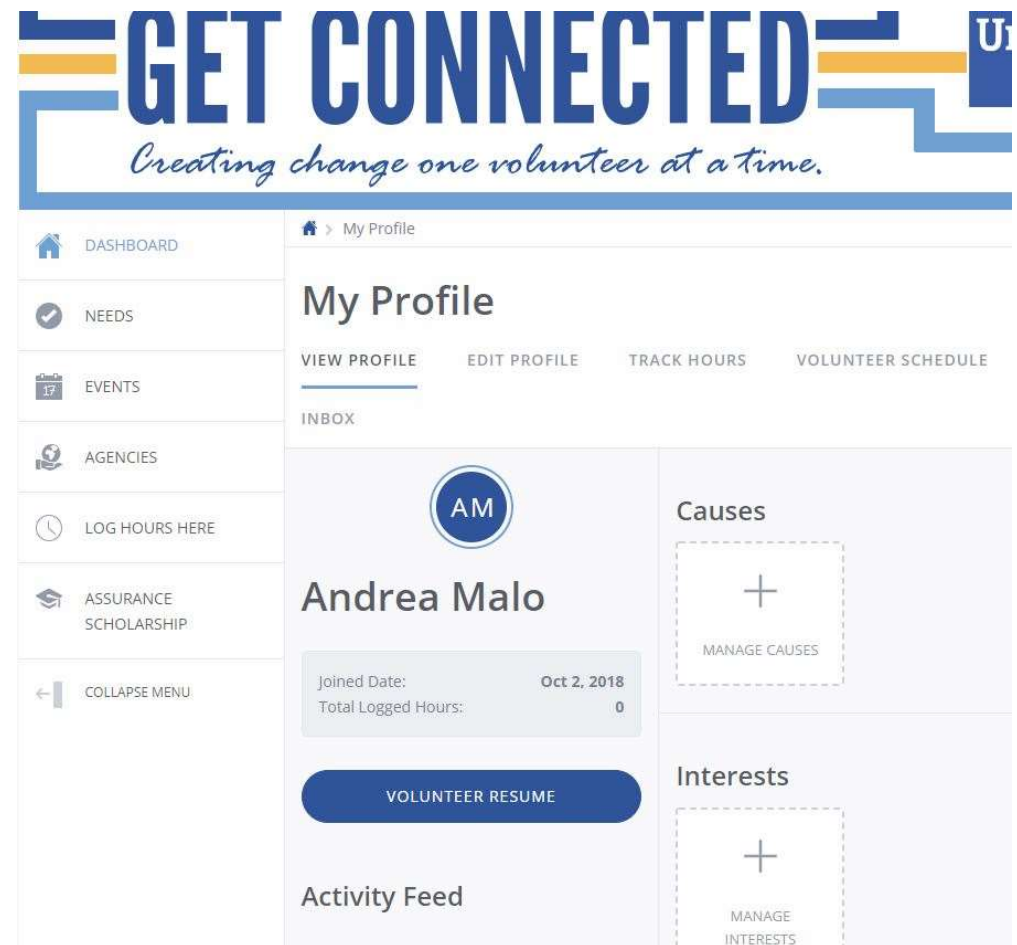 GET CONNECTED
Creating change one volunteer at a time.
DASHBOARD
NEEDS
17
EVENTS
AGENCIES
LOG HOURS HERE
ASSURANCE
SCHOLARSHIP
COLLAPSE MENU
> My Profile
My Profile
VIEW PROFILE EDIT PROFILE TRACK HOURS VOLUNTEER SCHEDULE
INBOX
AM
Andrea Malo
Joined Date: Oct 2, 2018
Total Logged Hours: 0
VOLUNTEER RESUME
Activity Feed
Causes
MANAGE CAUSES
Interests
MANAGE
INTERESTS